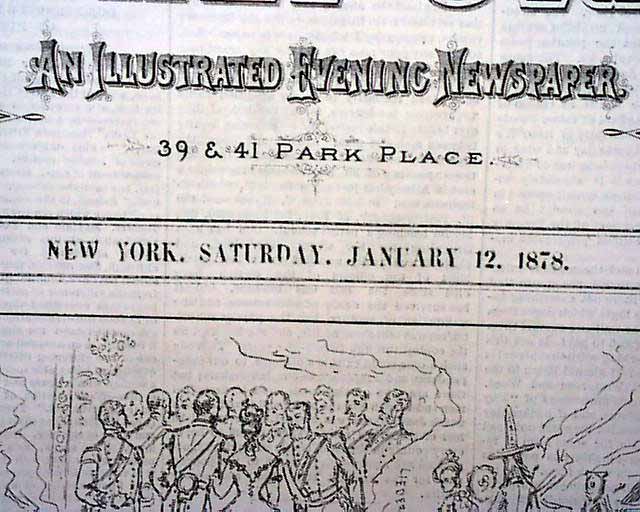 AN ILLUSTRATED EVENING NEWSPAPER.
39 & 41 PARK PLACE.
NEW YORK. SATURDAY. JANUARY 12. 1878.